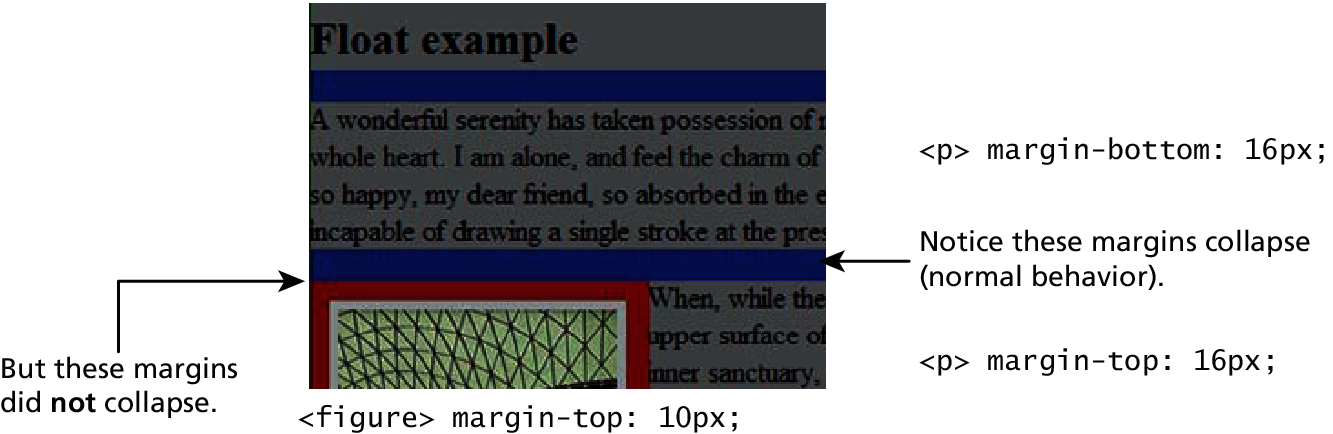 Float example
A wonderful serenity has taken possession of
whole heart. I am alone, and feel the charm of
so happy, my dear friend, so absorbed in the
incapable of drawing a single stroke at the
When, while the
upper surface of
inner sanctuary,
<p> margin-bottom: 16px;
Notice these margins collapse
(normal behavior).
<p> margin-top: 16px;
But these margins
did not collapse.
<figure> margin-top: 10px;